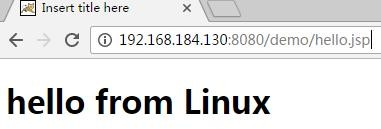 Insert title here
192.168.184.130:8080/demo/hello.jsp
hello from Linux